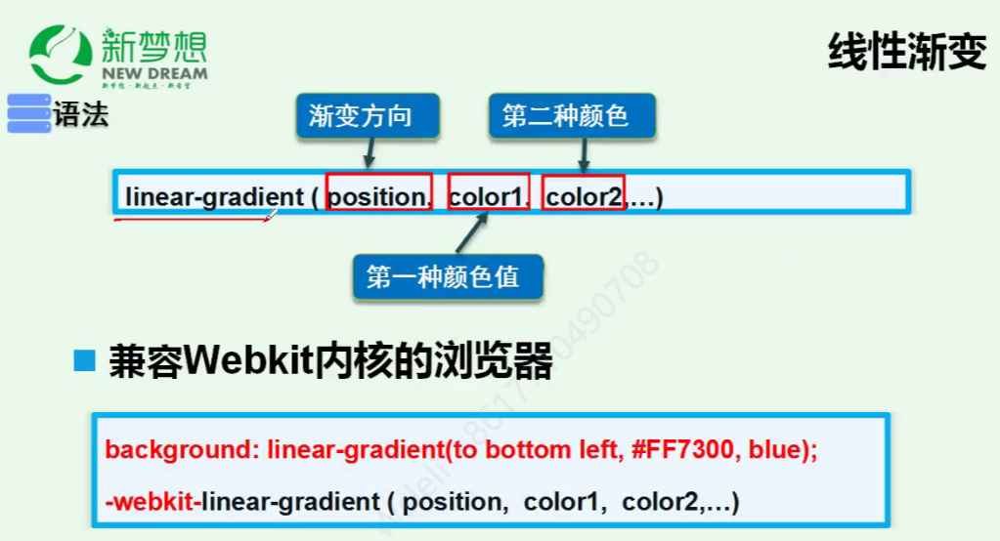 新梦想
NEW DREAM
新梦想·新起点·新希望
线性渐变
语法
渐变方向
第二种颜色
linear-gradient ( position, color1, color2,…)
第一种颜色值
兼容Webkit内核的浏览器
background: linear-gradient(to bottom left, #FF7300, blue);
-webkit-linear-gradient ( position, color1, color2,…)